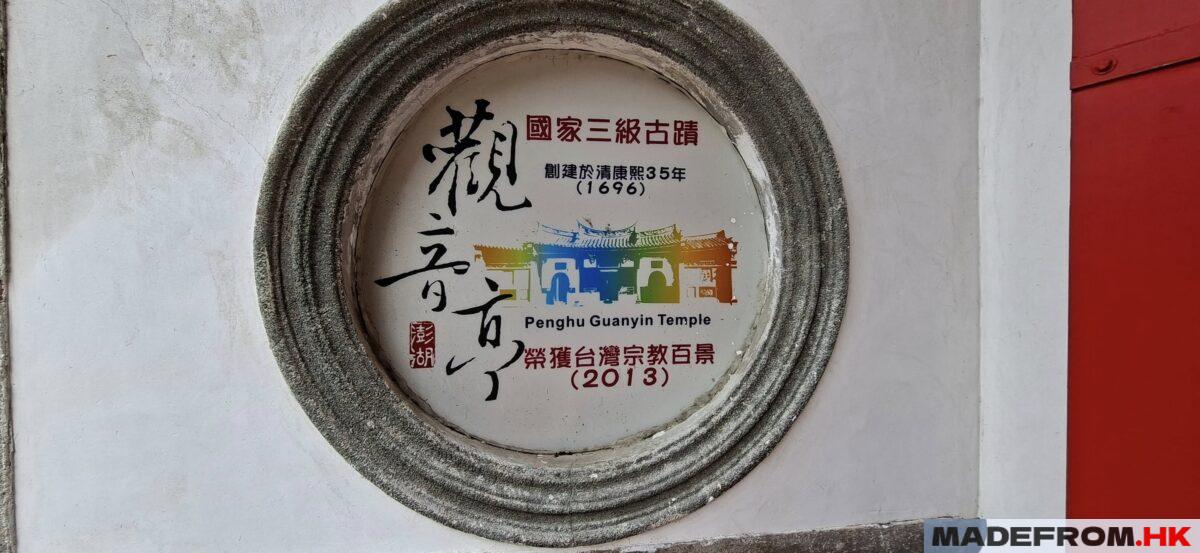 觀音亭
澎湖
國家三級古蹟
創建於清康熙35年
(1696)
Penghu Guanyin Temple
榮獲台灣宗教百景
(2013)
MADEFROM.HK